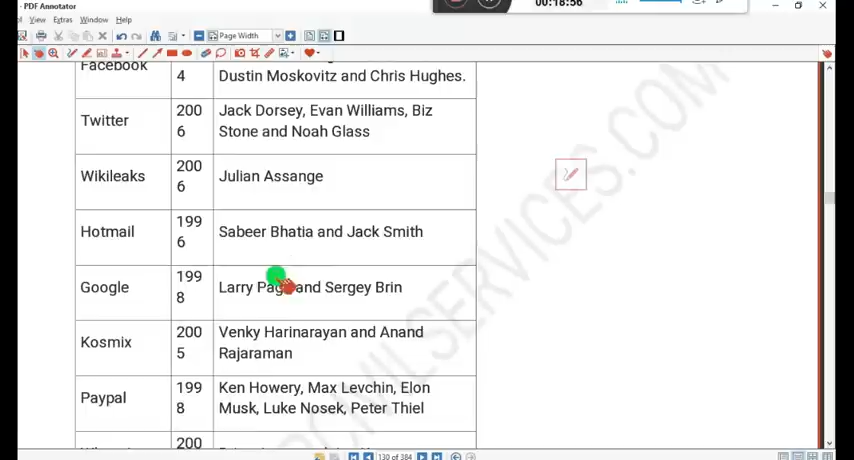 PDF Annotator
00:18:56
View Extras Window Help
Page Width
Facebook
4
Dustin Moskovitz and Chris Hughes.
Twitter
200
6
Jack Dorsey, Evan Williams, Biz
Stone and Noah Glass
Wikileaks
200
6
Julian Assange
Hotmail
199
6
Sabeer Bhatia and Jack Smith
Google
199
8
Larry Page and Sergey Brin
Kosmix
200
5
Venky Harinarayan and Anand
Rajaraman
Paypal
199
8
Ken Howery, Max Levchin, Elon
Musk, Luke Nosek, Peter Thiel
200
130 of 384
ROMILSERVICES.COM